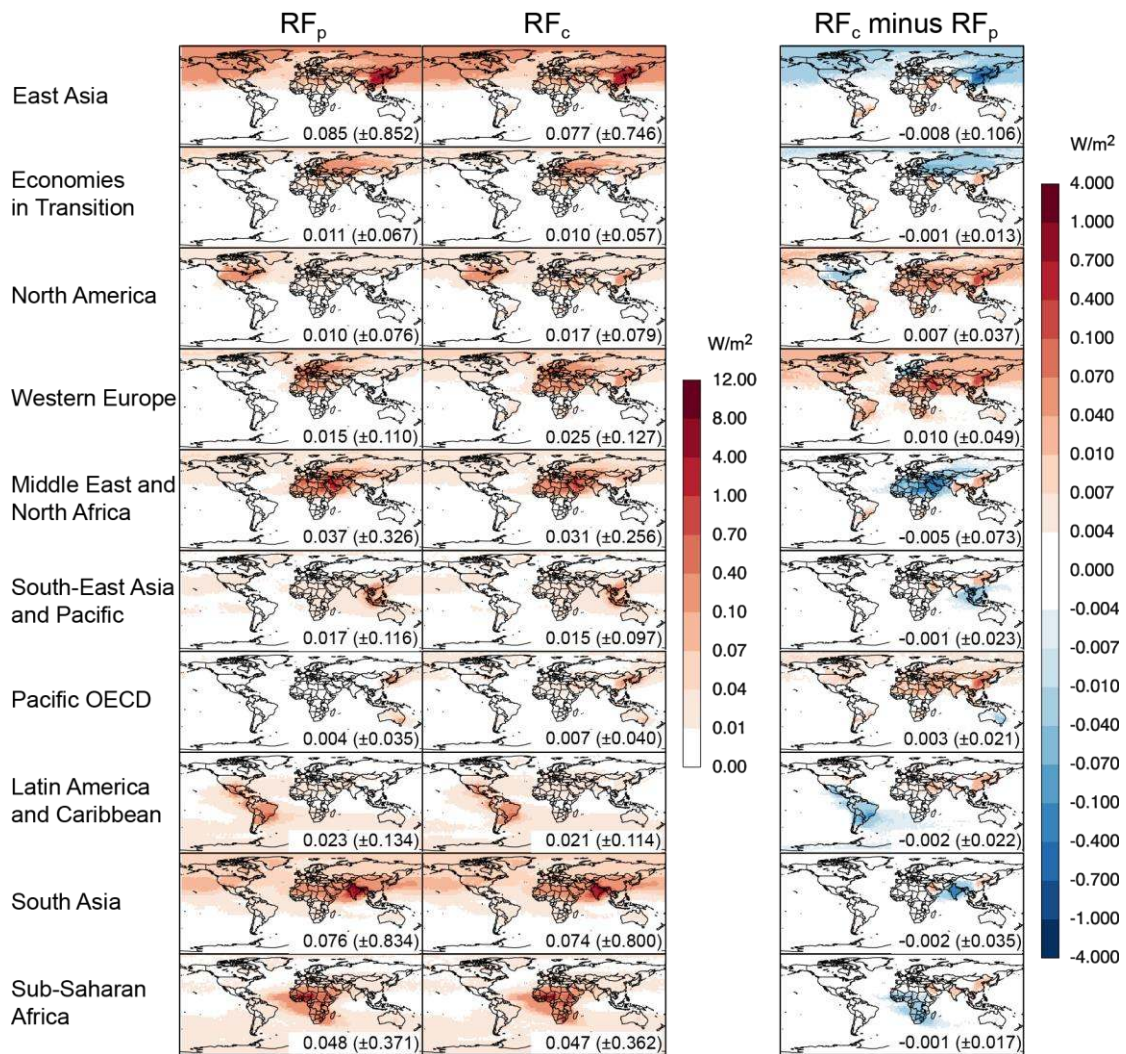 RFp RFc RFc minus RFp
East Asia
0.085 (±0.852) 0.077 (±0.746) -0.008 (±0.106)
Economies
in Transition
0.011 (±0.067) 0.010 (±0.057) -0.001 (±0.013)
North America
0.010 (±0.076) 0.017 (±0.079) 0.007 (±0.037)
Western Europe
0.015 (±0.110) 0.025 (±0.127) 0.010 (±0.049)
Middle East and
North Africa
0.037 (±0.326) 0.031 (±0.256) -0.005 (±0.073)
South-East Asia
and Pacific
0.017 (±0.116) 0.015 (±0.097) -0.001 (±0.023)
Pacific OECD
0.004 (±0.035) 0.007 (±0.040) 0.003 (±0.021)
Latin America
and Caribbean
0.023 (±0.134) 0.021 (±0.114) -0.002 (±0.022)
South Asia
0.076 (±0.834) 0.074 (±0.800) -0.002 (±0.035)
Sub-Saharan
Africa
0.048 (±0.371) 0.047 (±0.362) -0.001 (±0.017)
W/m²
12.00
8.00
4.00
1.00
0.70
0.40
0.10
0.07
0.04
0.01
0.00
W/m²
4.000
1.000
0.700
0.400
0.100
0.070
0.040
0.010
0.007
0.004
0.000
-0.004
-0.007
-0.010
-0.040
-0.070
-0.100
-0.400
-0.700
-1.000
-4.000